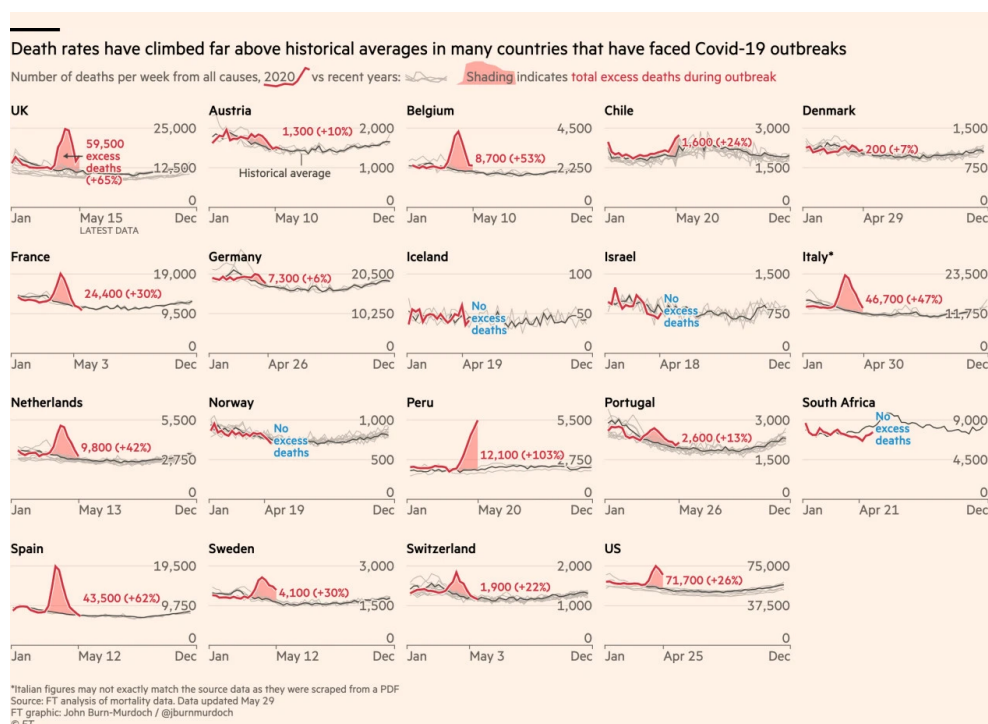 Death rates have climbed far above historical averages in many countries that have faced Covid-19 outbreaks
Number of deaths per week from all causes, 2020 vs recent years: Shading indicates total excess deaths during outbreak
UK
25,000
59,500
excess
deaths
(+65%)
12,500
0
Jan May 15 Dec
LATEST DATA
Austria
1,300 (+10%) 2,000
Historical average
1,000
0
Jan May 10 Dec
Belgium
4,500
8,700 (+53%)
2,250
0
Jan May 10 Dec
Chile
3,000
1,600 (+24%)
1,500
0
Jan May 20 Dec
Denmark
1,500
200 (+7%)
750
0
Jan Apr 29 Dec
France
19,000
24,400 (+30%)
9,500
0
Jan May 3 Dec
Germany
20,500
7,300 (+6%)
10,250
0
Jan Apr 26 Dec
Iceland
100
No
excess
deaths
50
0
Jan Apr 19 Dec
Israel
1,500
No
excess
deaths
750
0
Jan Apr 18 Dec
Italy*
23,500
46,700 (+47%)
11,750
0
Jan Apr 30 Dec
Netherlands
5,500
9,800 (+42%)
2,750
0
Jan May 13 Dec
Norway
1,000
No
excess
deaths
500
0
Jan Apr 19 Dec
Peru
5,500
12,100 (+103%)
2,750
0
Jan May 20 Dec
Portugal
3,000
2,600 (+13%)
1,500
0
Jan May 26 Dec
South Africa
No
excess
deaths
9,000
4,500
0
Jan Apr 21 Dec
Spain
19,500
43,500 (+62%)
9,750
0
Jan May 12 Dec
Sweden
3,000
4,100 (+30%)
1,500
0
Jan May 12 Dec
Switzerland
2,000
1,900 (+22%)
1,000
0
Jan May 3 Dec
US
75,000
71,700 (+26%)
37,500
0
Jan Apr 25 Dec
*Italian figures may not exactly match the source data as they were scraped from a PDF
Source: FT analysis of mortality data. Data updated May 29
FT graphic: John Burn-Murdoch / @jburnmurdoch
© FT